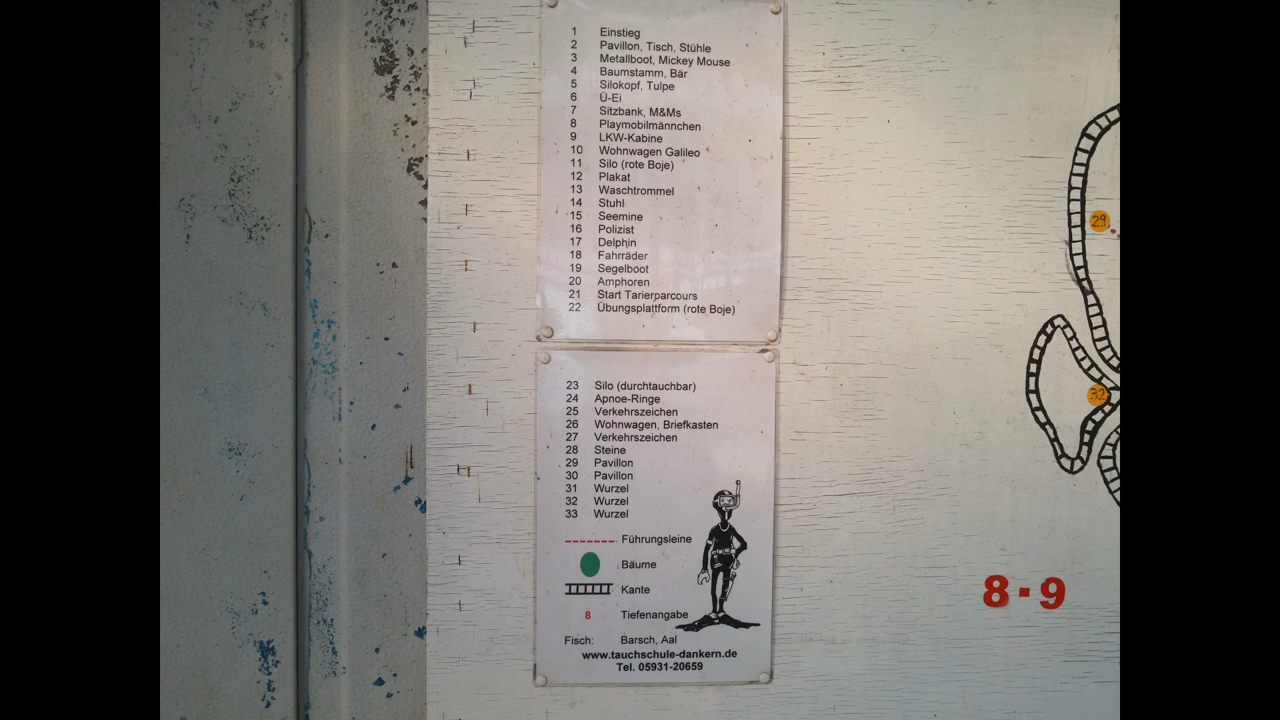 1 Einstieg
2 Pavillon, Tisch, Stühle
3 Metallboot, Mickey Mouse
4 Baumstamm, Bär
5 Silokopf, Tulpe
6 Ü-Ei
7 Sitzbank, M&Ms
8 Playmobilmännchen
9 LKW-Kabine
10 Wohnwagen Galileo
11 Silo (rote Boje)
12 Plakat
13 Waschtrommel
14 Stuhl
15 Seemine
16 Polizist
17 Delphin
18 Fahrräder
19 Segelboot
20 Amphoren
21 Start Tarierparcours
22 Übungsplattform (rote Boje)
23 Silo (durchtauchbar)
24 Apnoe-Ringe
25 Verkehrszeichen
26 Wohnwagen, Briefkasten
27 Verkehrszeichen
28 Steine
29 Pavillon
30 Pavillon
31 Wurzel
32 Wurzel
33 Wurzel
Führungsleine
Bäume
Kante
8 Tiefenangabe
Fisch: Barsch, Aal
www.tauchschule-dankern.de
Tel. 05931-20659
29
32
8-9